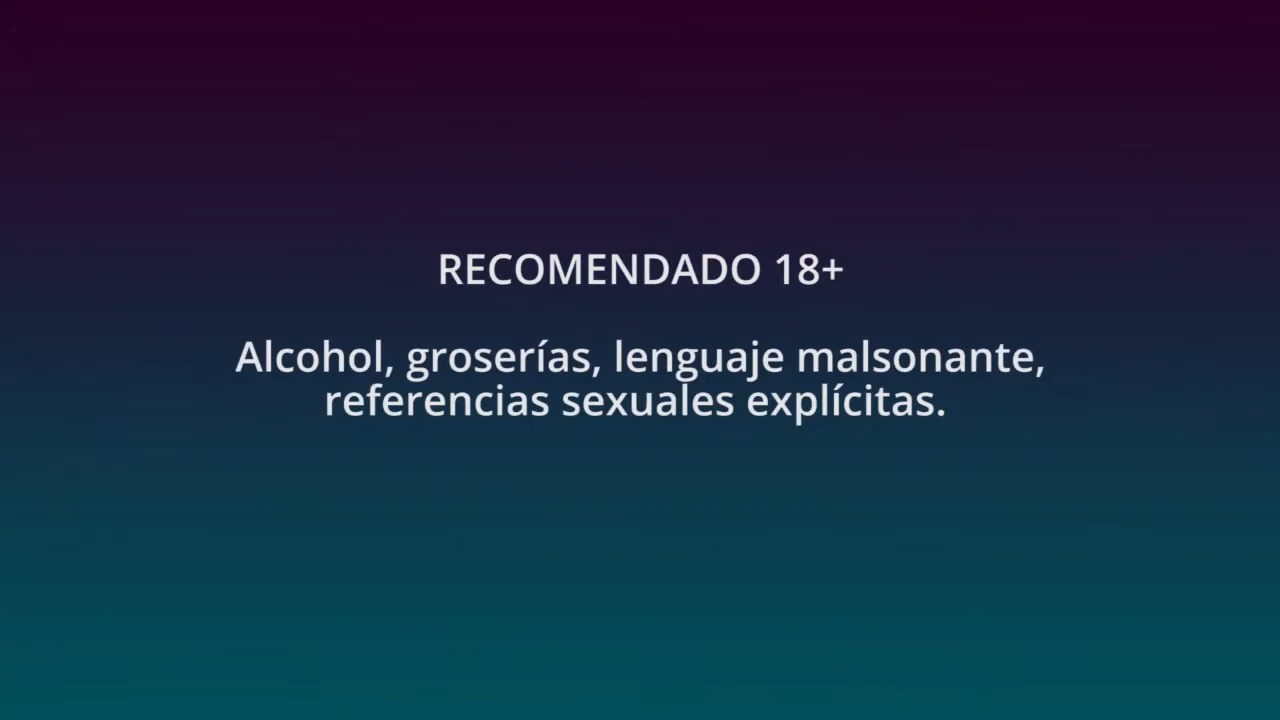 RECOMENDADO 18+
Alcohol, groserías, lenguaje malsonante,
referencias sexuales explícitas.